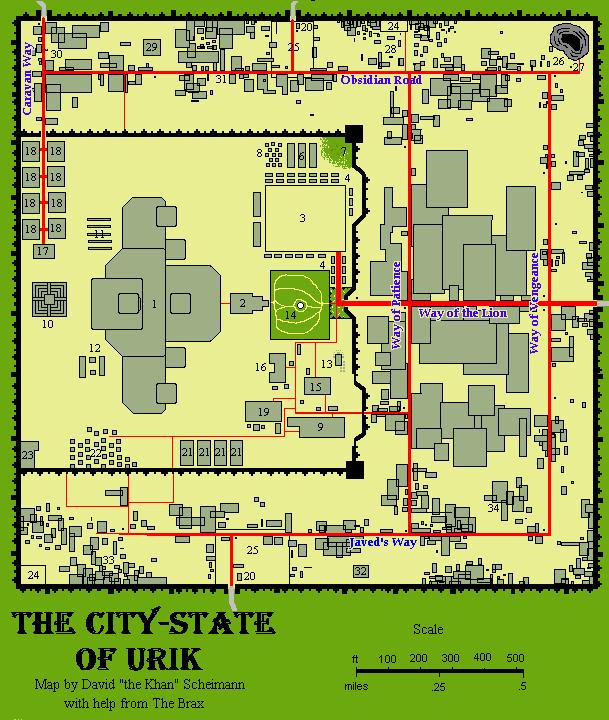 20
24
30
29
25
28
26
27
31
Caravan Way
Obsidian Road
18 18
8
6
7
18 18
4
18 18
3
18 18
11
17
4
Way of Patience
Way of Vengeance
10
1
2
14
Way of the Lion
12
16
13
15
19
9
23
22
21 21 21 21
34
Javed's Way
25
33
24
20
32
THE CITY-STATE
OF URIK
Map by David "the Khan" Scheimann
with help from The Brax
Scale
ft 100 200 300 400 500
miles .25 .5